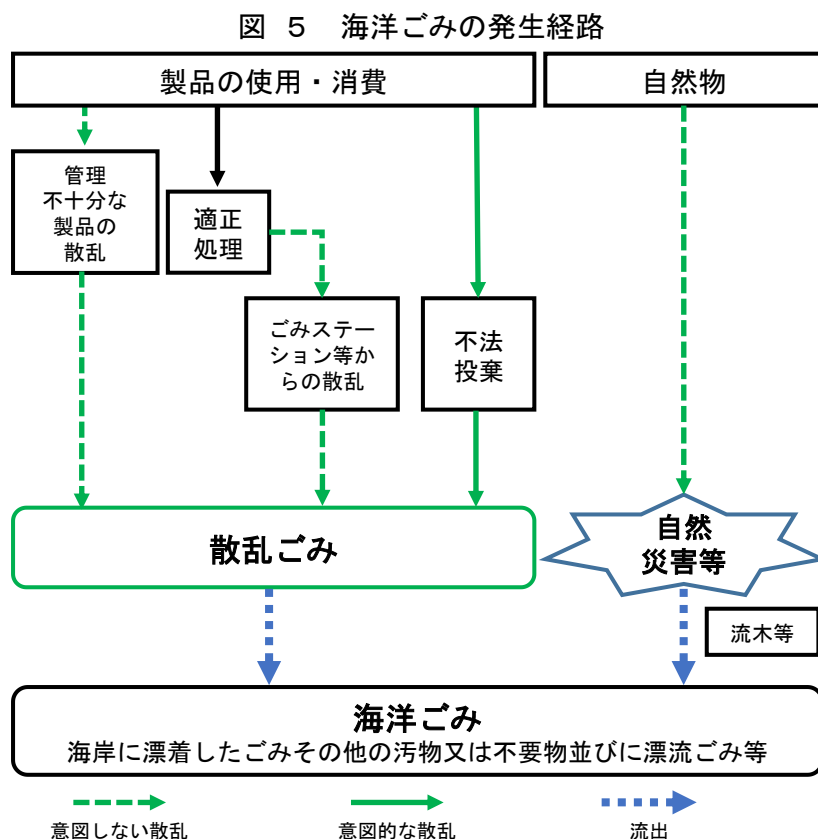 図 5 海洋ごみの発生経路
製品の使用・消費
自然物
管理
不十分な
製品の
散乱
適正
処理
ごみステー
ション等か
らの散乱
不法
投棄
散乱ごみ
自然
災害等
流木等
海洋ごみ
海岸に漂着したごみその他の汚物又は不要物並びに漂流ごみ等
意図しない散乱
意図的な散乱
流出